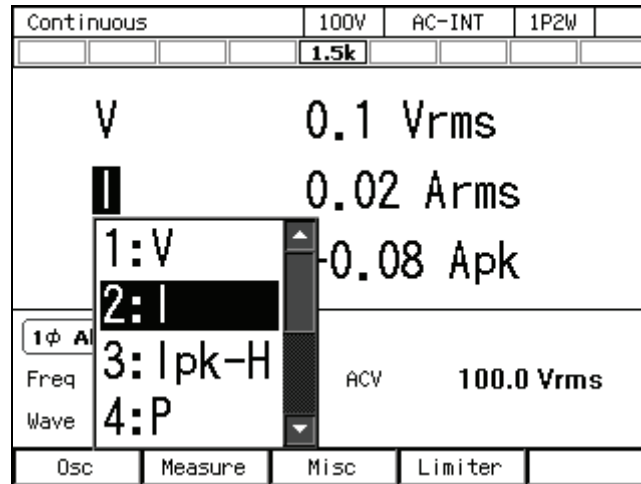 Continuous 100V AC-INT 1P2W
1.5k
V 0.1 Vrms
I 0.02 Arms
-0.08 Apk
1:V
2:I
3:Ipk-H
4:P
1ϕ
Freq ACV 100.0 Vrms
Wave
Osc Measure Misc Limiter